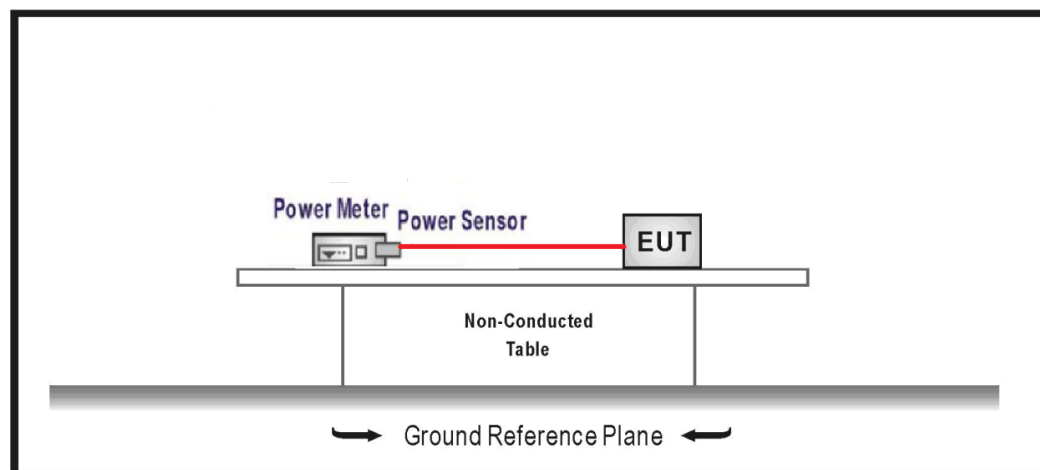 Power Meter
Power Sensor
EUT
Non-Conducted
Table
Ground Reference Plane